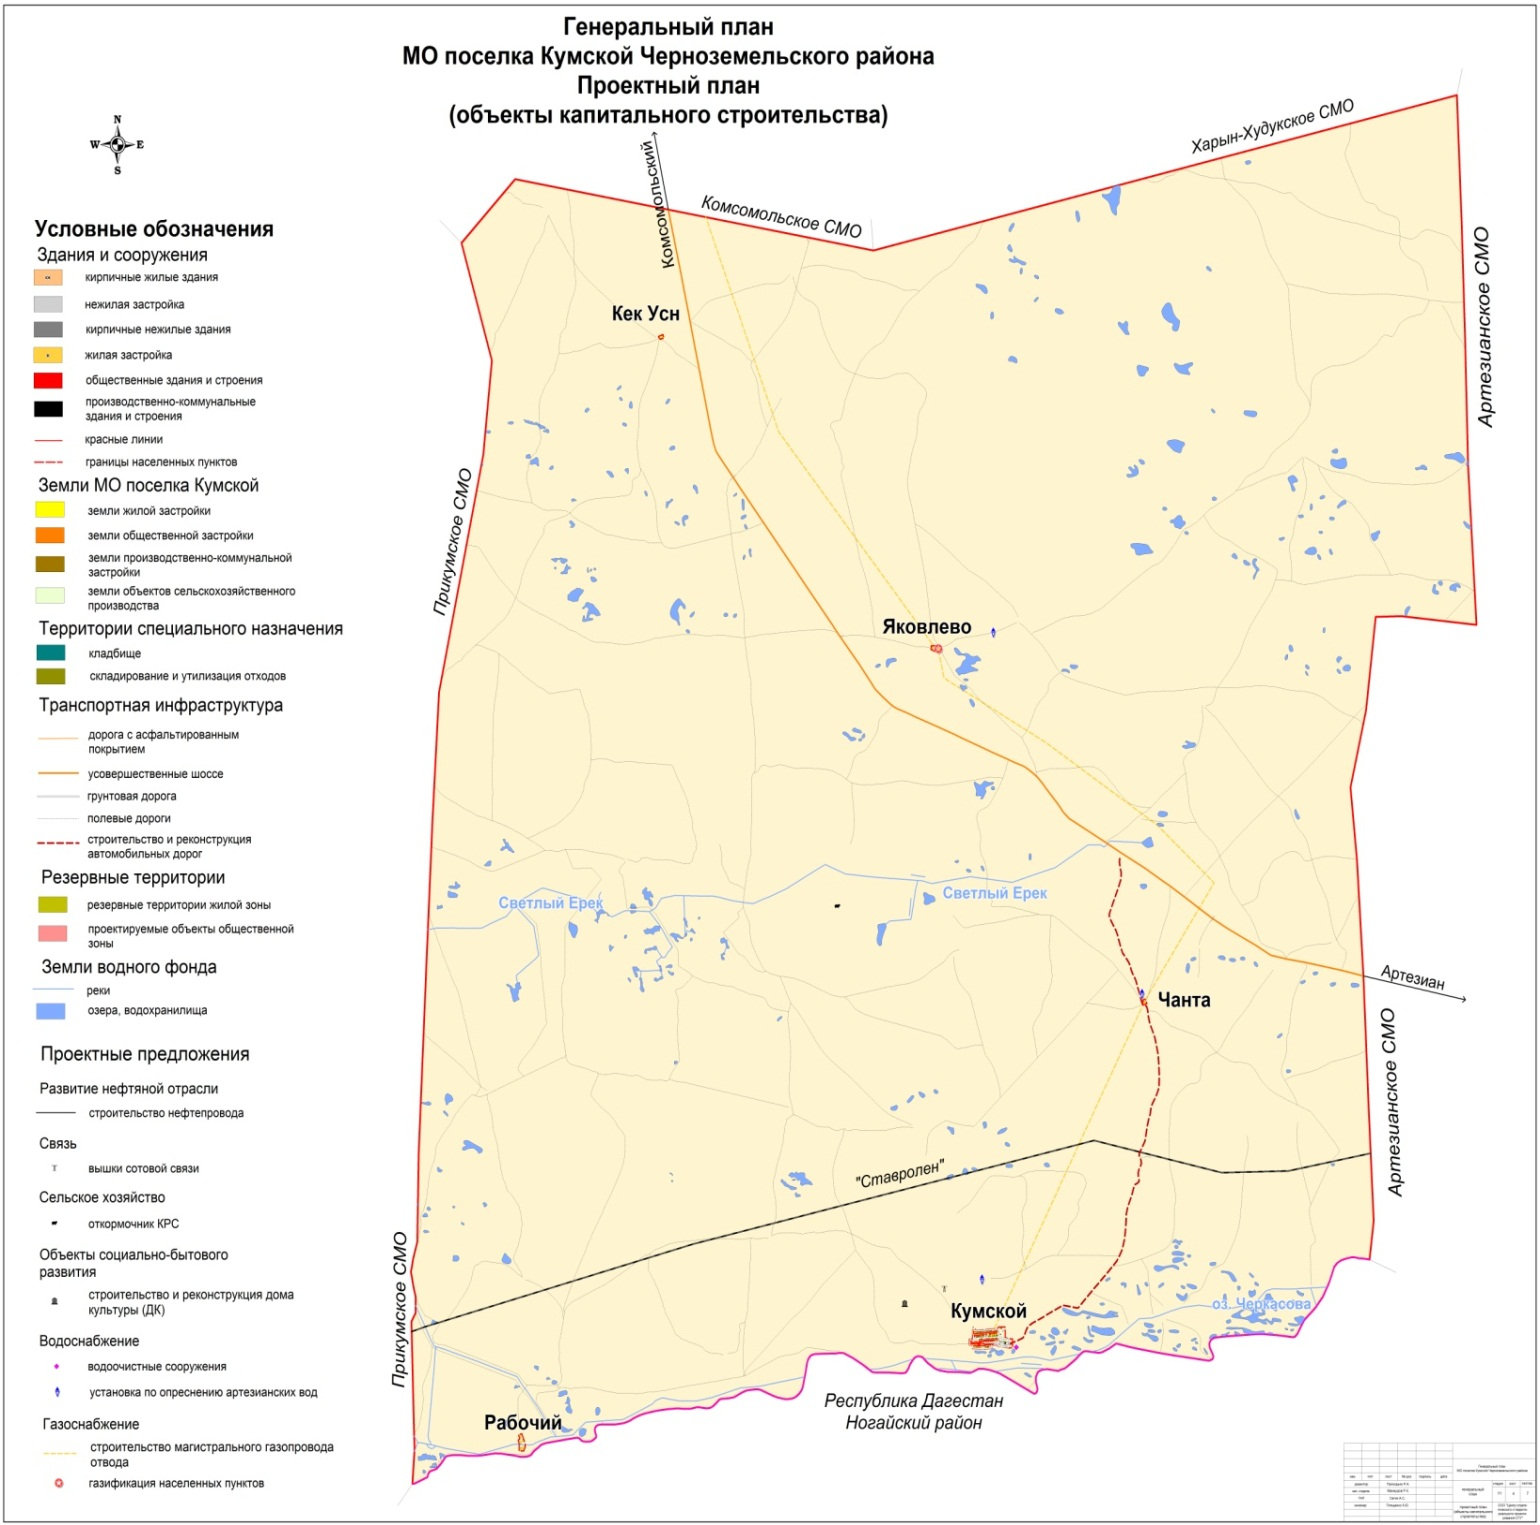 Генеральный план
МО поселка Кумской Черноземельского района
Проектный план
(объекты капитального строительства)
N
W E
S
Условные обозначения
Здания и сооружения
кирпичные жилые здания
нежилая застройка
кирпичные нежилые здания
жилая застройка
общественные здания и строения
производственно-коммунальные
здания и строения
красные линии
границы населенных пунктов
Земли МО поселка Кумской
земли жилой застройки
земли общественной застройки
земли производственно-коммунальной
застройки
земли объектов сельскохозяйственного
производства
Территории специального назначения
кладбище
складирование и утилизация отходов
Транспортная инфраструктура
дорога с асфальтированным
покрытием
усовершественные шоссе
грунтовая дорога
полевые дороги
строительство и реконструкция
автомобильных дорог
Резервные территории
резервные территории жилой зоны
проектируемые объекты общественной
зоны
Земли водного фонда
реки
озера, водохранилища
Проектные предложения
Развитие нефтяной отрасли
строительство нефтепровода
Связь
вышки сотовой связи
Сельское хозяйство
откормочник КРС
Объекты социально-бытового
развития
строительство и реконструкция дома
культуры (ДК)
Водоснабжение
водоочистные сооружения
установка по опреснению артезианских вод
Газоснабжение
строительство магистрального газопровода
отвода
газификация населенных пунктов
Комсомольский
Комсомольское СМО
Харын-Худукское СМО
Артезианское СМО
Кек Усн
Прикумское СМО
Яковлево
Светлый Ерек
Светлый Ерек
Артезиан
Чанта
Артезианское СМО
"Ставролен"
Прикумское СМО
Кумской
оз. Черкасова
Республика Дагестан
Ногайский район
Рабочий